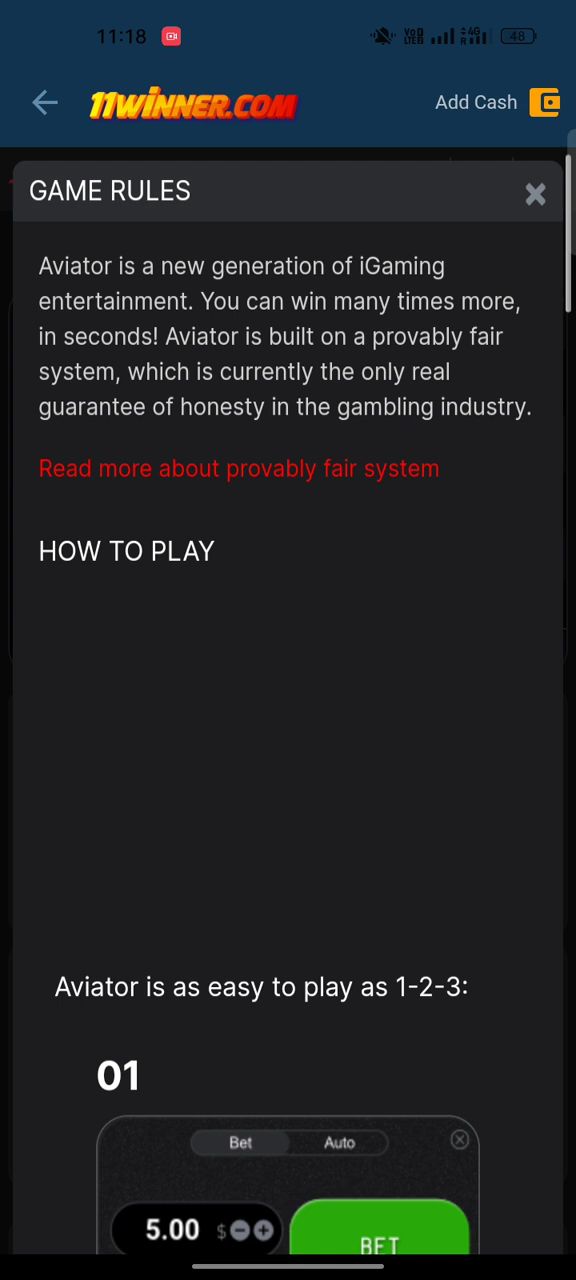 11:18
VoD LTED 4G R 48
11WINNER.COM
Add Cash
GAME RULES
Aviator is a new generation of iGaming
entertainment. You can win many times more,
in seconds! Aviator is built on a provably fair
system, which is currently the only real
guarantee of honesty in the gambling industry.
Read more about provably fair system
HOW TO PLAY
Aviator is as easy to play as 1-2-3:
01
Bet Auto
5.00 $
BET